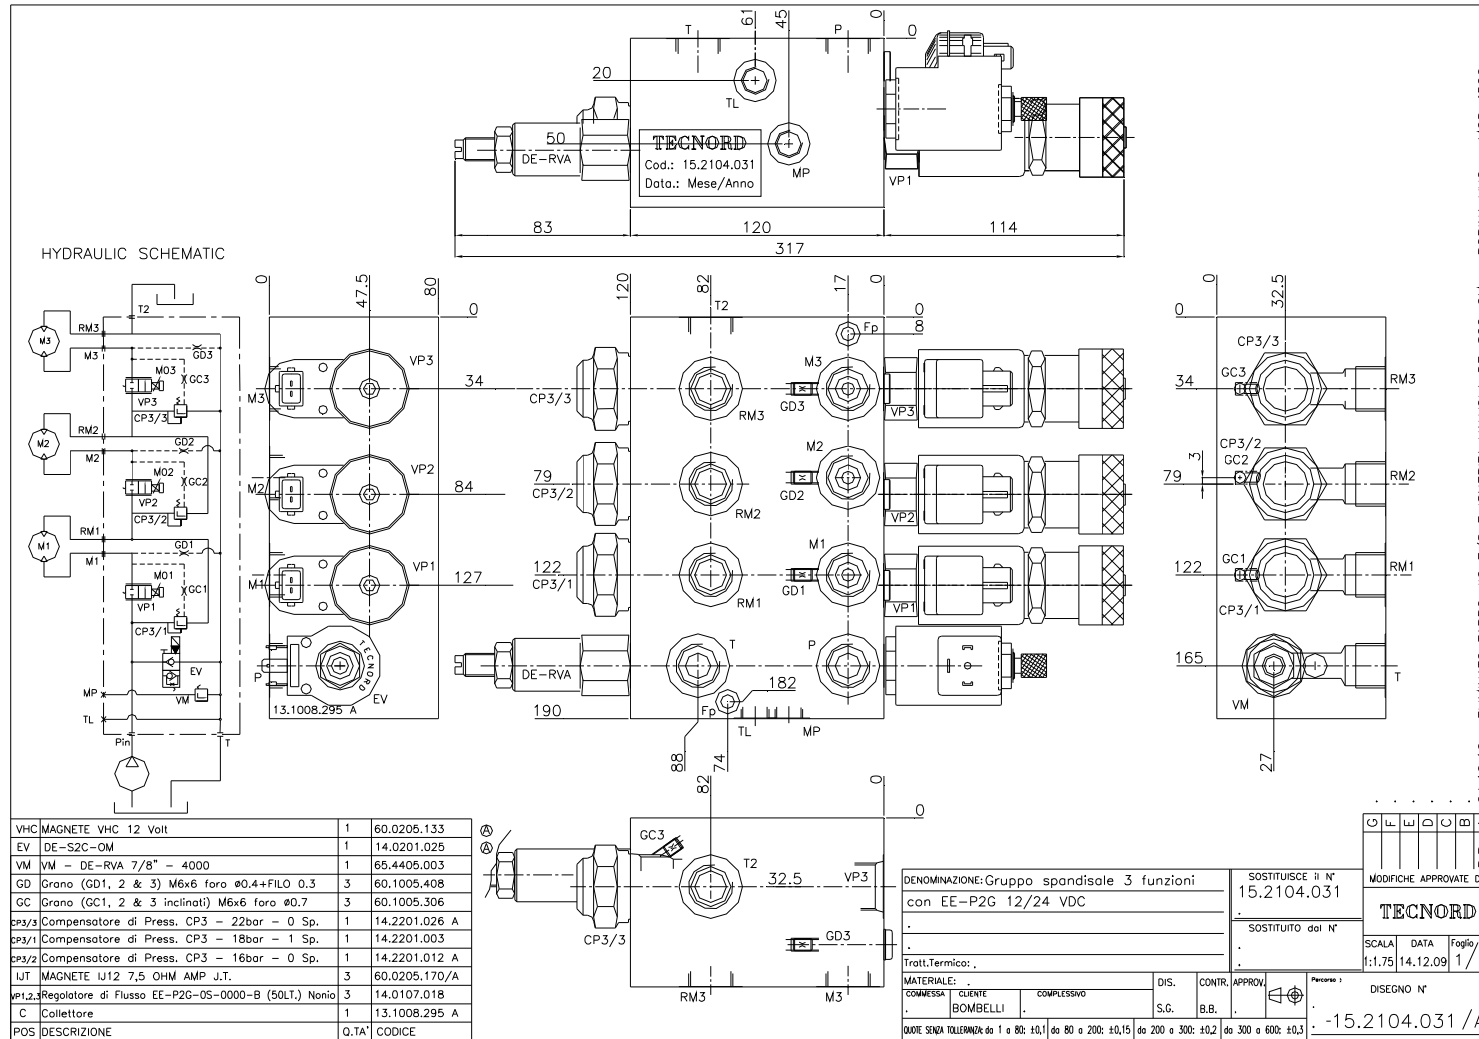 T
61
45
P
0
0
20
TL
50
TECNORD
Cod.: 15.2104.031
Data.: Mese/Anno
DE-RVA
MP
VP1
83
120
114
317
HYDRAULIC SCHEMATIC
T2
RM3
M3
M3
GD3
MO3
GC3
VP3
CP3/3
RM2
M2
M2
GD2
MO2
GC2
VP2
CP3/2
RM1
M1
M1
GD1
MO1
GC1
VP1
CP3/1
EV
MP
VM
TL
Pin
T
0
47.5
80
0
VP3
M3
34
VP2
M2
84
VP1
M1
127
TECNORD
P
EV
13.1008.295 A
120
82
17
0
0
T2
Fp
8
M3
CP3/3
RM3
GD3
VP3
M2
79
CP3/2
RM2
GD2
VP2
M1
122
CP3/1
RM1
GD1
VP1
T
P
DE-RVA
182
190
Fp
TL
MP
88
74
0
32.5
0
CP3/3
GC3
34
RM3
CP3/2
3
GC2
79
RM2
GC1
122
RM1
CP3/1
165
T
VM
27
82
0
0
GC3
T2
32.5
VP3
CP3/3
GD3
RM3
M3
A
A
VHC MAGNETE VHC 12 Volt 1 60.0205.133
EV DE-S2C-OM 1 14.0201.025
VM VM - DE-RVA 7/8" - 4000 1 65.4405.003
GD Grano (GD1, 2 & 3) M6x6 foro ø0.4+FILO 0.3 3 60.1005.408
GC Grano (GC1, 2 & 3 inclinati) M6x6 foro ø0.7 3 60.1005.306
CP3/3 Compensatore di Press. CP3 - 22bar - 0 Sp. 1 14.2201.026 A
CP3/1 Compensatore di Press. CP3 - 18bar - 1 Sp. 1 14.2201.003
CP3/2 Compensatore di Press. CP3 - 16bar - 0 Sp. 1 14.2201.012 A
IJT MAGNETE IJ12 7,5 OHM AMP J.T. 3 60.0205.170/A
VP1,2,3 Regolatore di Flusso EE-P2G-0S-0000-B (50LT.) Nonio 3 14.0107.018
C Collettore 1 13.1008.295 A
POS DESCRIZIONE Q.TA' CODICE
DENOMINAZIONE: Gruppo spandisale 3 funzioni
con EE-P2G 12/24 VDC
.
.
Tratt.Termico: .
SOSTITUISCE il N°
15.2104.031
.
SOSTITUITO dal N°
.
MATERIALE: .
DIS. CONTR. APPROV.
COMMESSA CLIENTE COMPLESSIVO
. BOMBELLI .
S.G. B.B. .
QUOTE SENZA TOLLERANZA: da 1 a 80: ±0,1 da 80 a 200: ±0,15 da 200 a 300: ±0,2 da 300 a 600: ±0,3
G F E D C B
MODIFICHE APPROVATE D
TECNORD
SCALA DATA Foglio/
1:1.75 14.12.09 1/
Percorso :
DISEGNO N°
-15.2104.031/A